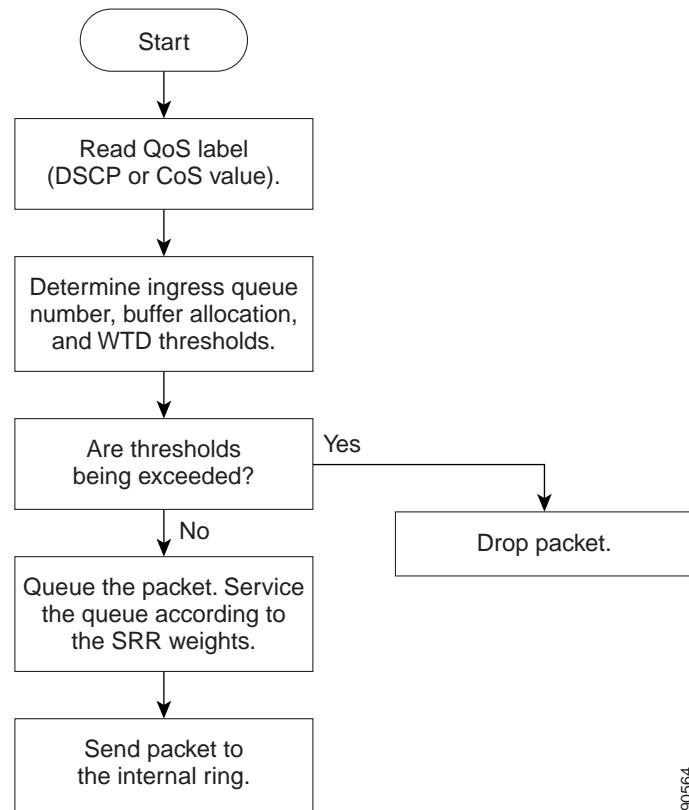 Start
Read QoS label
(DSCP or CoS value).
Determine ingress queue
number, buffer allocation,
and WTD thresholds.
Are thresholds
being exceeded?
Yes
No
Drop packet.
Queue the packet. Service
the queue according to
the SRR weights.
Send packet to
the internal ring.
90564